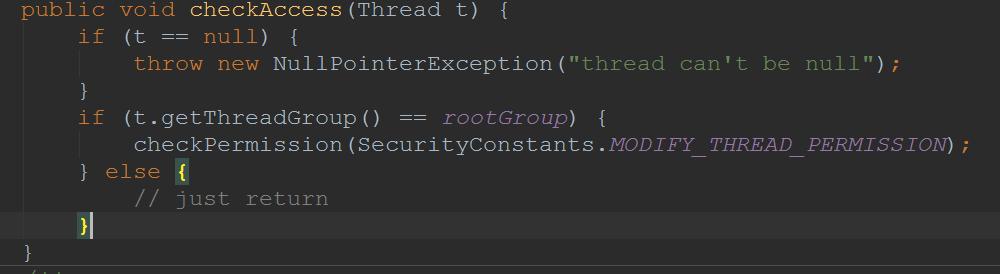 public void checkAccess(Thread t) {
    if (t == null) {
        throw new NullPointerException("thread can't be null");
    }
    if (t.getThreadGroup() == rootGroup) {
        checkPermission(SecurityConstants.MODIFY_THREAD_PERMISSION);
    } else {
        // just return
    }
}